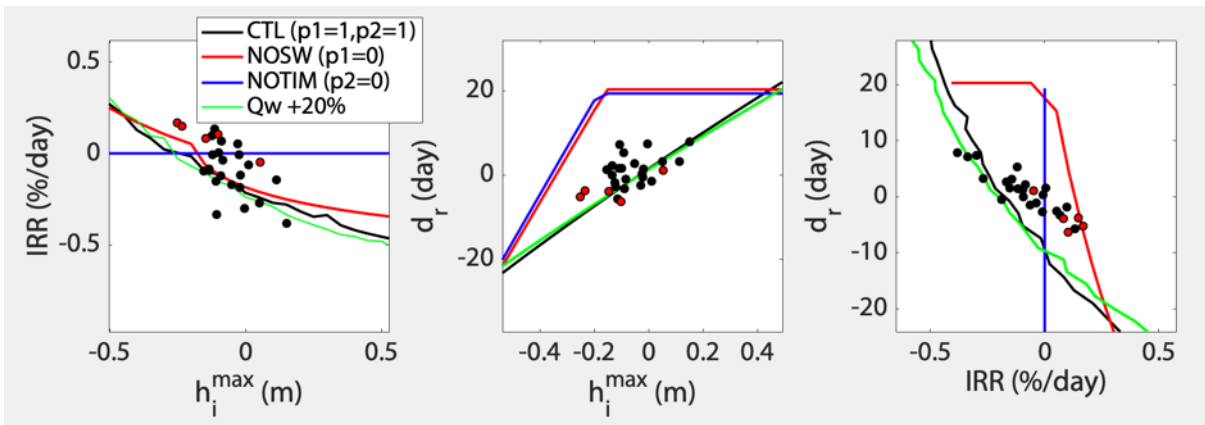 CTL (p1=1,p2=1)
NOSW (p1=0)
NOTIM (p2=0)
Qw +20%
IRR (%/day)
0.5
0
-0.5
-0.5
0
0.5
h_i^max (m)
d_r (day)
20
0
-20
-0.4
-0.2
0
0.2
0.4
h_i^max (m)
d_r (day)
20
10
0
-10
-20
-0.5
0
0.5
IRR (%/day)